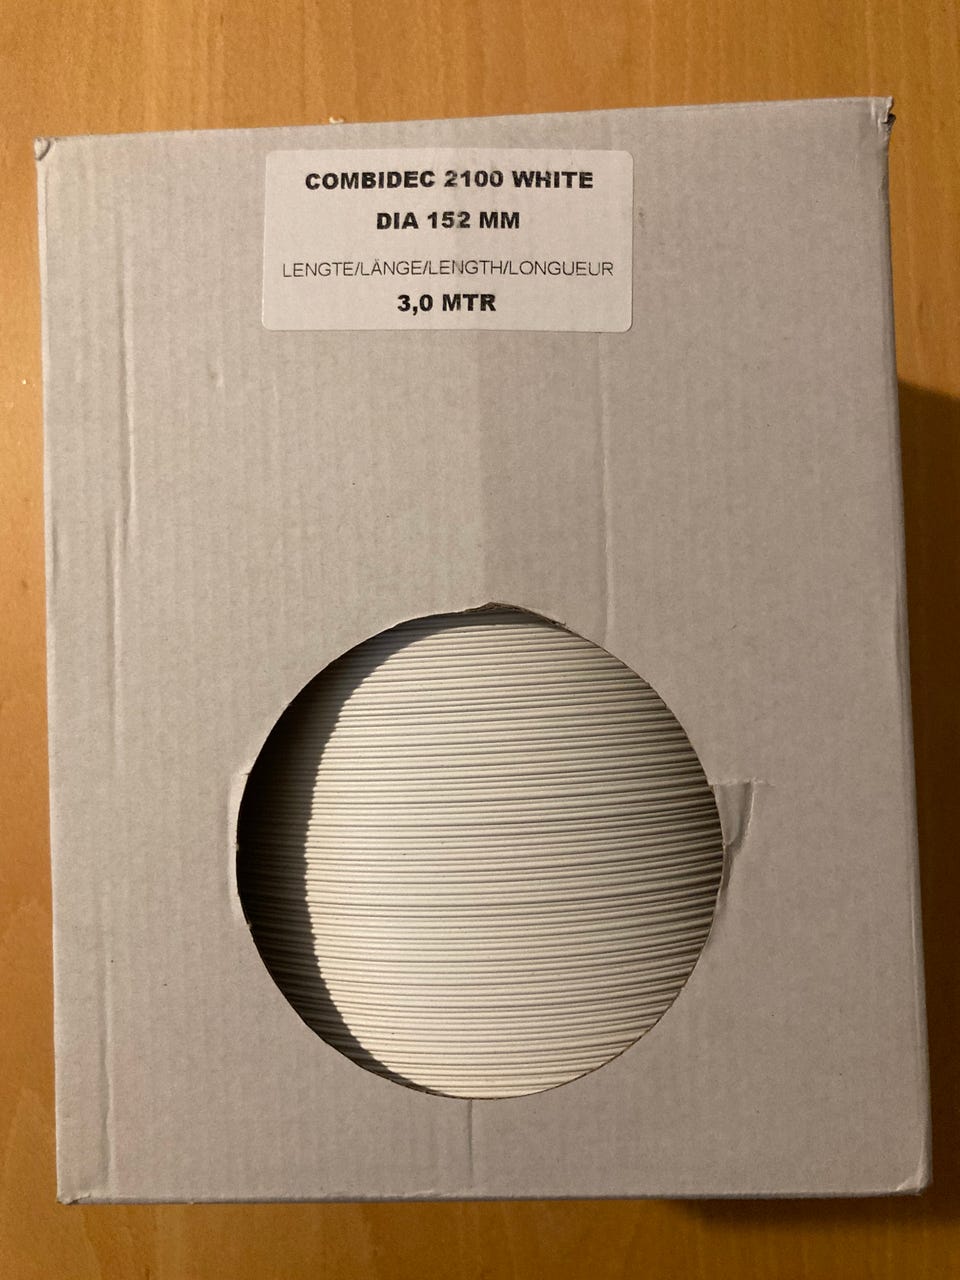 COMBIDEC 2100 WHITE
DIA 152 MM
LENGTE/LÄNGE/LENGTH/LONGUEUR
3,0 MTR